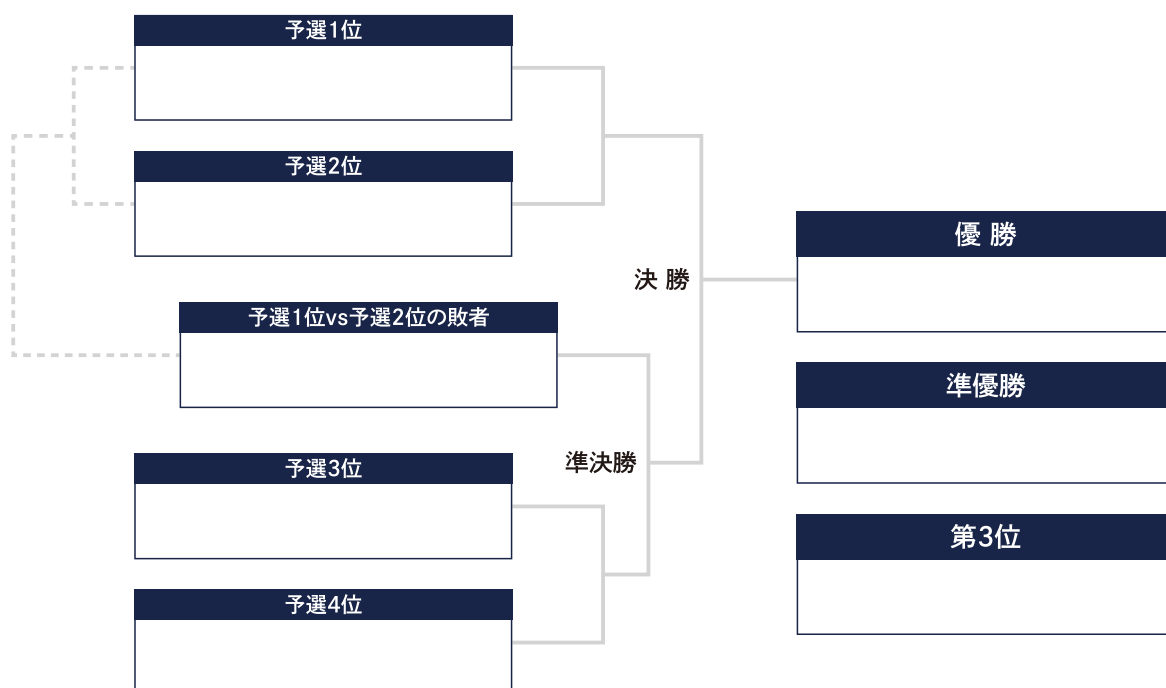 予選1位
予選2位
決 勝
優 勝
予選1位vs予選2位の敗者
準優勝
準決勝
予選3位
第3位
予選4位